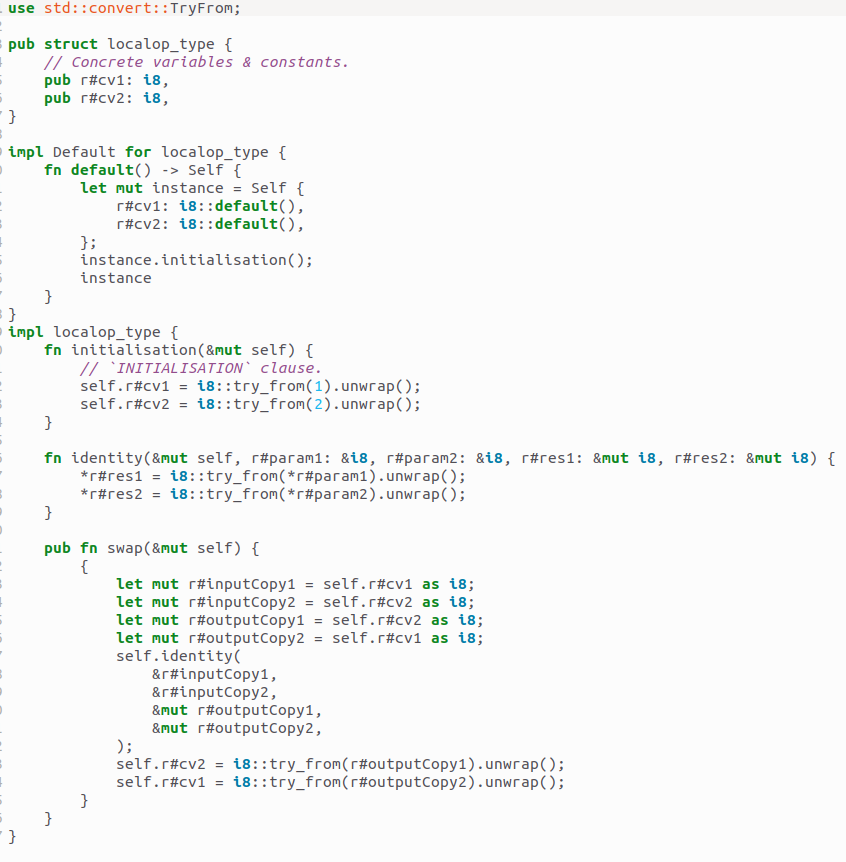 use std::convert::TryFrom;
pub struct localop_type {
// Concrete variables & constants.
pub r#cv1: i8,
pub r#cv2: i8,
}
impl Default for localop_type {
fn default() -> Self {
let mut instance = Self {
r#cv1: i8::default(),
r#cv2: i8::default(),
};
instance.initialisation();
instance
}
}
impl localop_type {
fn initialisation(&mut self) {
// `INITIALISATION` clause.
self.r#cv1 = i8::try_from(1).unwrap();
self.r#cv2 = i8::try_from(2).unwrap();
}
fn identity(&mut self, r#param1: &i8, r#param2: &i8, r#res1: &mut i8, r#res2: &mut i8) {
*r#res1 = i8::try_from(*r#param1).unwrap();
*r#res2 = i8::try_from(*r#param2).unwrap();
}
pub fn swap(&mut self) {
{
let mut r#inputCopy1 = self.r#cv1 as i8;
let mut r#inputCopy2 = self.r#cv2 as i8;
let mut r#outputCopy1 = self.r#cv2 as i8;
let mut r#outputCopy2 = self.r#cv1 as i8;
self.identity(
&r#inputCopy1,
&r#inputCopy2,
&mut r#outputCopy1,
&mut r#outputCopy2,
);
self.r#cv2 = i8::try_from(r#outputCopy1).unwrap();
self.r#cv1 = i8::try_from(r#outputCopy2).unwrap();
}
}
}